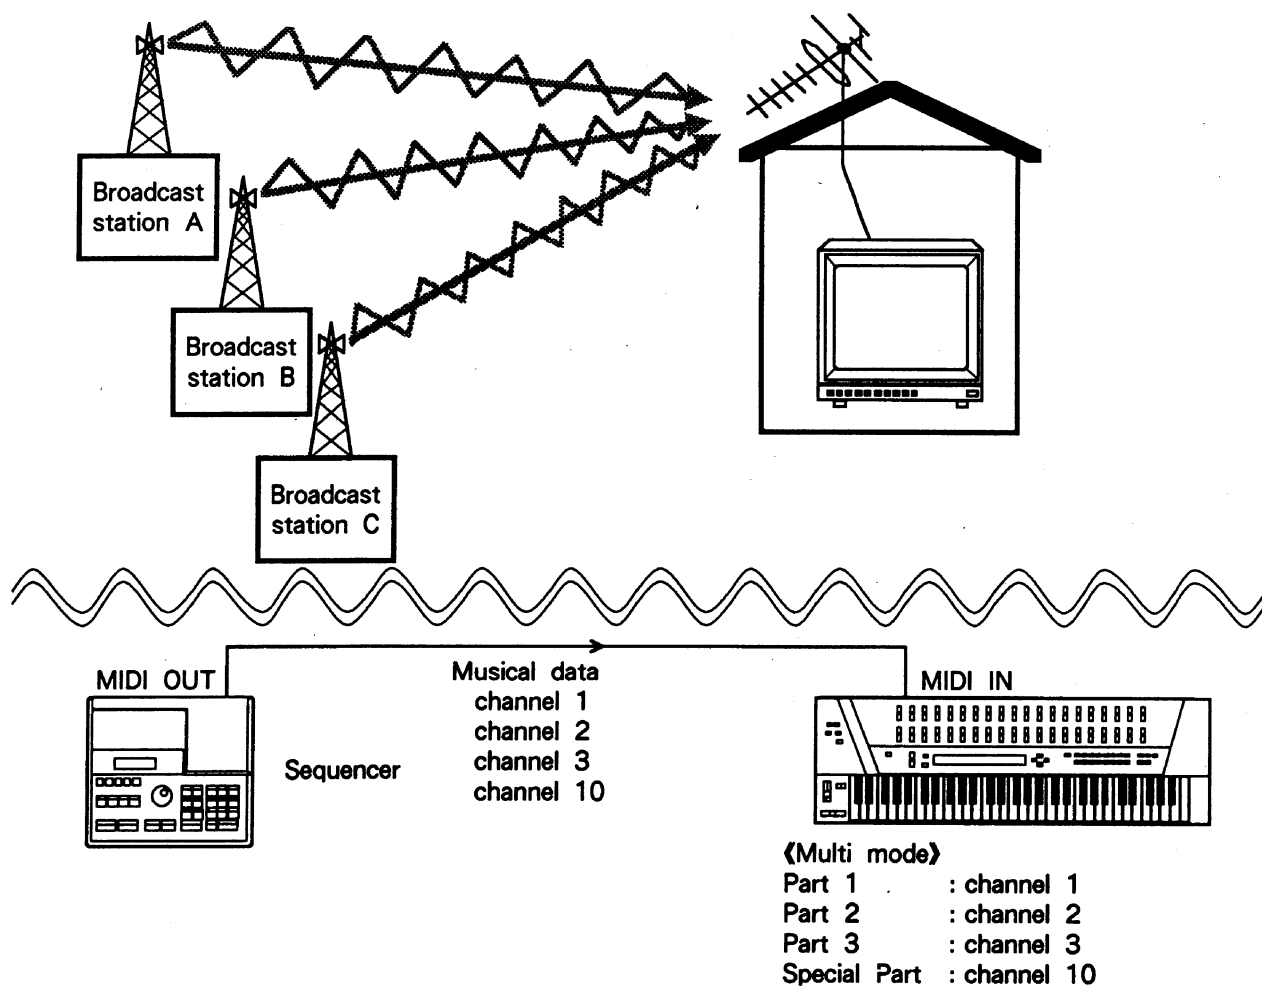 Broadcast
station A
Broadcast
station B
Broadcast
station C
MIDI OUT
Musical data
channel 1
channel 2
channel 3
channel 10
Sequencer
MIDI IN
《Multi mode》
Part 1 : channel 1
Part 2 : channel 2
Part 3 : channel 3
Special Part : channel 10